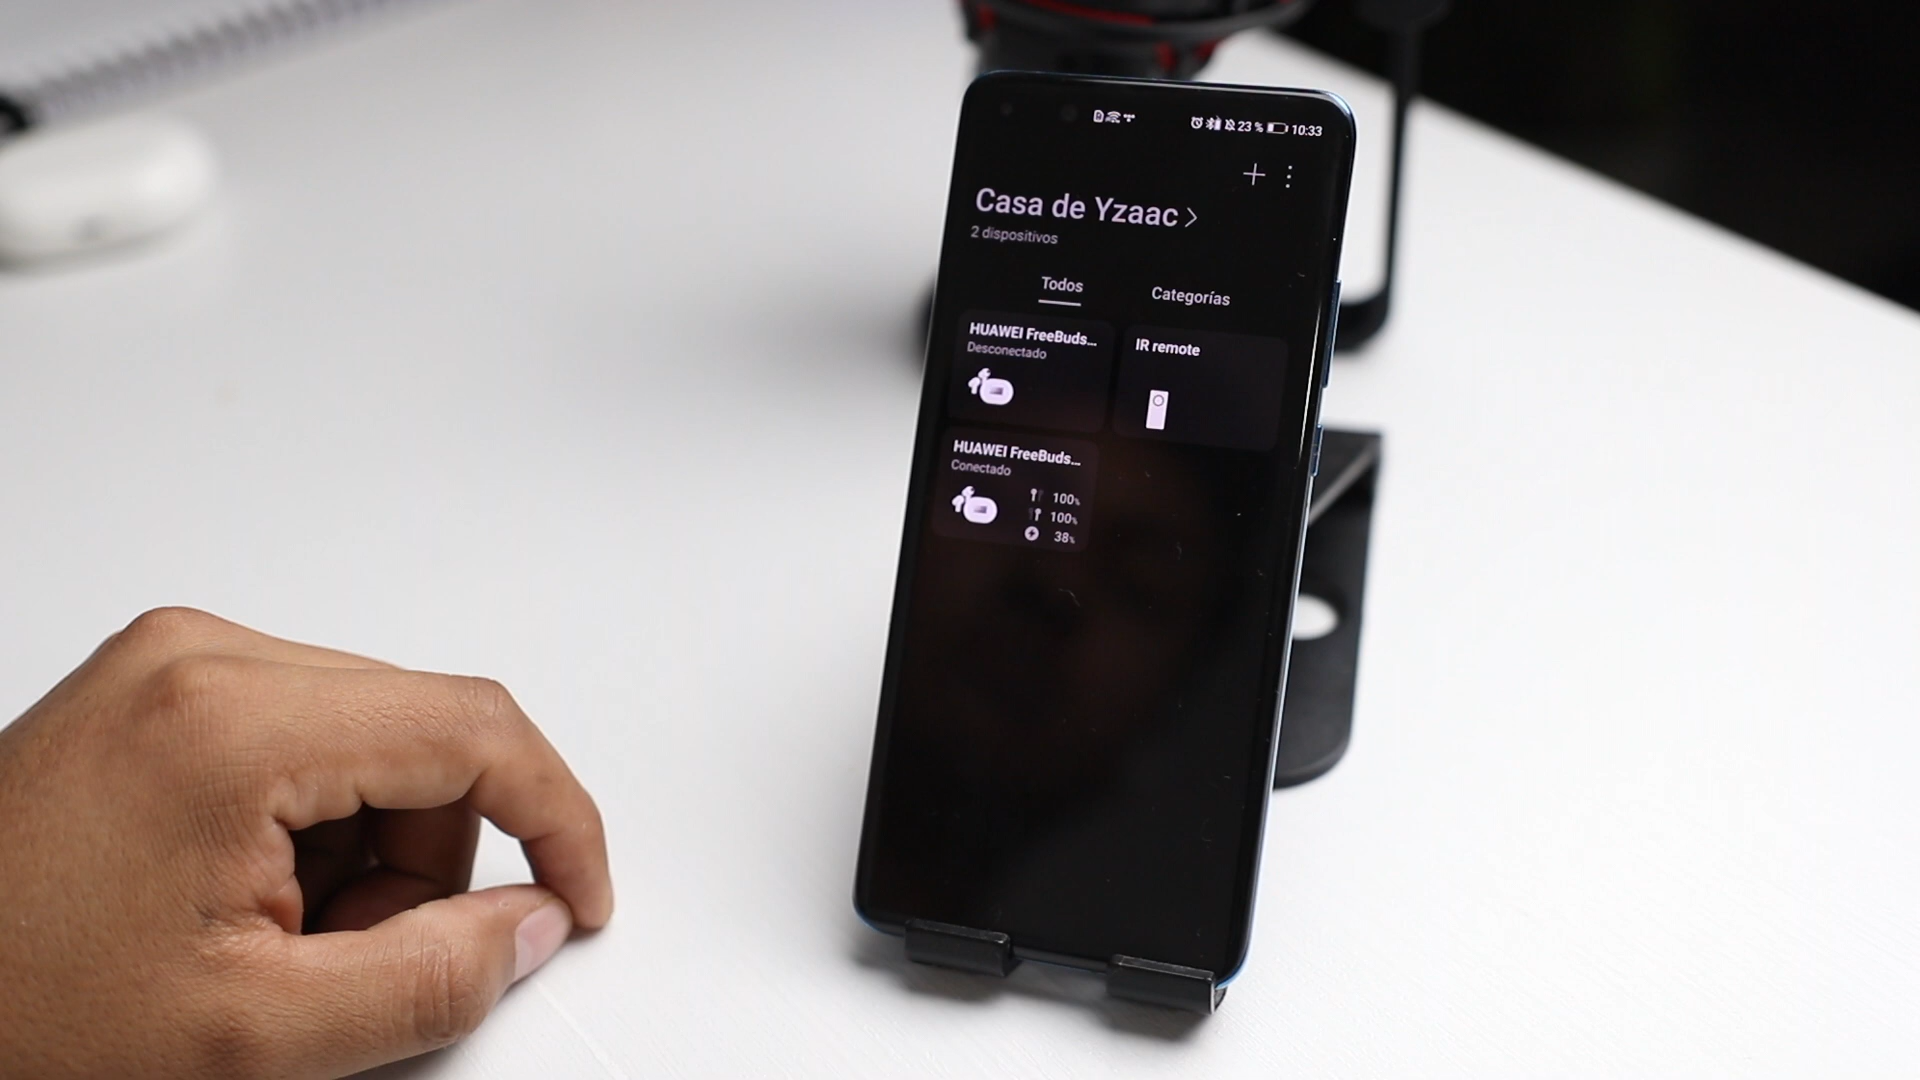 23 % 10:33
Casa de Yzaac >
2 dispositivos
Todos Categorías
HUAWEI FreeBuds...
Desconectado
IR remote
HUAWEI FreeBuds...
Conectado
100%
100%
38%